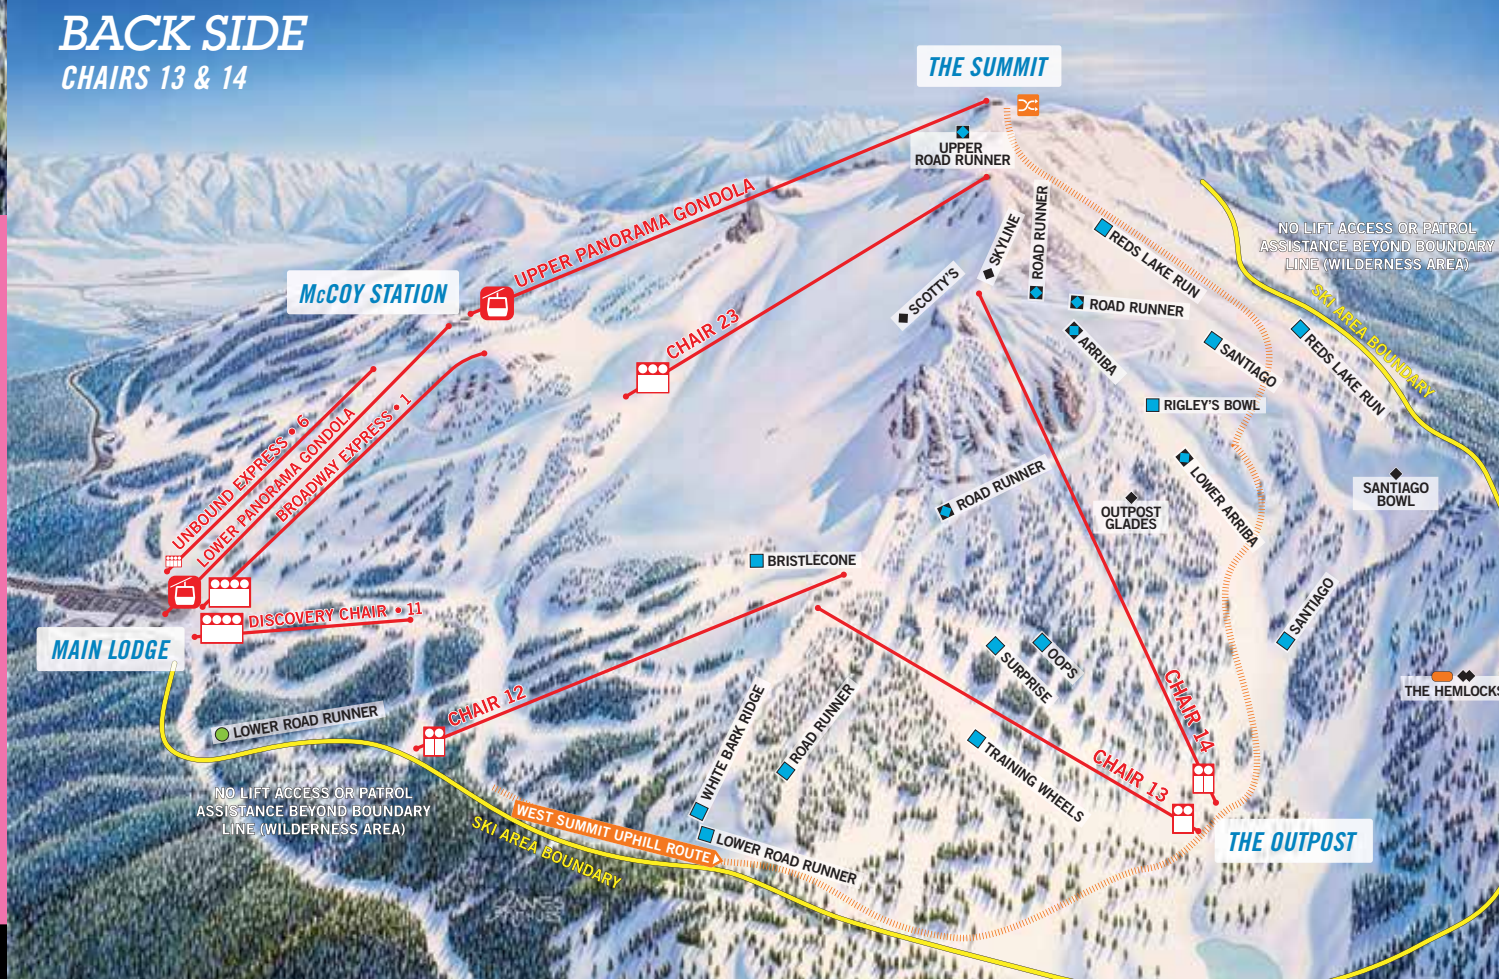 BACK SIDE
CHAIRS 13 & 14
THE SUMMIT
UPPER
ROAD RUNNER
UPPER PANORAMA GONDOLA
McCOY STATION
CHAIR 23
SCOTTY'S
SKYLINE
ROAD RUNNER
REDS LAKE RUN
ROAD RUNNER
ARRIBA
SANTIAGO
NO LIFT ACCESS OR PATROL
ASSISTANCE BEYOND BOUNDARY
LINE (WILDERNESS AREA)
SKI AREA BOUNDARY
REDS LAKE RUN
RIGLEY'S BOWL
UNBOUND EXPRESS • 6
LOWER PANORAMA GONDOLA
BROADWAY EXPRESS • 1
ROAD RUNNER
LOWER ARRIBA
OUTPOST
GLADES
SANTIAGO
BOWL
BRISTLECONE
DISCOVERY CHAIR • 11
MAIN LODGE
SANTIAGO
OOPS
SURPRISE
CHAIR 14
THE HEMLOCKS
LOWER ROAD RUNNER
CHAIR 12
WHITE BARK RIDGE
ROAD RUNNER
TRAINING WHEELS
CHAIR 13
NO LIFT ACCESS OR PATROL
ASSISTANCE BEYOND BOUNDARY
LINE (WILDERNESS AREA)
WEST SUMMIT UPHILL ROUTE
SKI AREA BOUNDARY
LOWER ROAD RUNNER
THE OUTPOST